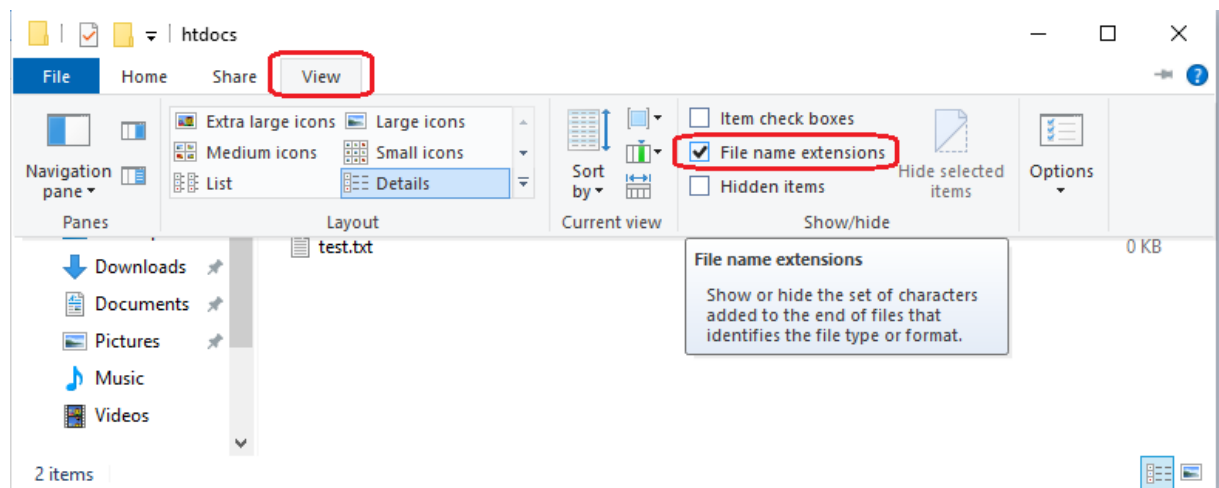 htdocs
File Home Share View
Extra large icons Large icons
Medium icons Small icons
List Details
Navigation pane
Sort by
Item check boxes
File name extensions
Hidden items
Hide selected items
Options
Panes Layout Current view Show/hide
test.txt 0 KB
Downloads
Documents
Pictures
Music
Videos
File name extensions
Show or hide the set of characters
added to the end of files that
identifies the file type or format.
2 items